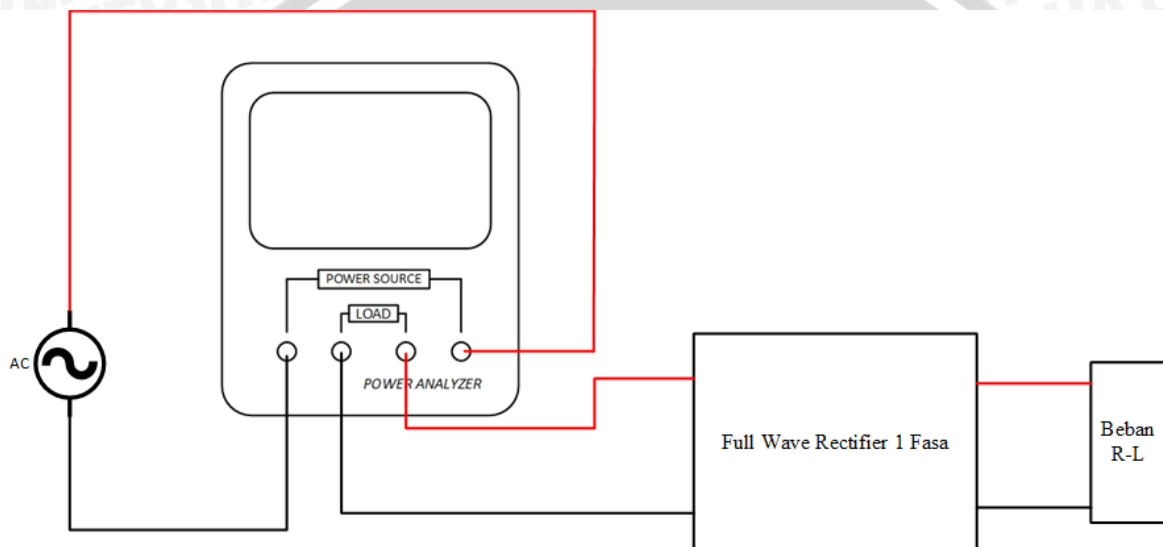 POWER SOURCE
LOAD
AC
POWER ANALYZER
Full Wave Rectifier 1 Fasa
Beban
R-L